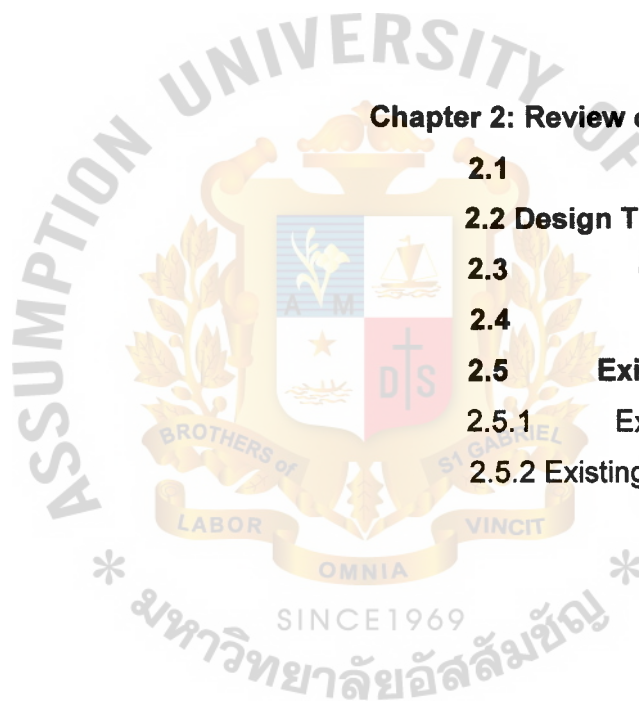 ASSUMPTION UNIVERSITY OF
Chapter 2: Review
2.1
2.2 Design
2.3
2.4
2.5
2.5.1
2.5.2 Existing
A M
D S
BROTHERS of
ST GABRIEL
LABOR
VINCIT
OMNIA
SINCE1969
มหาวิทยาลัยอัสสัมชัญ